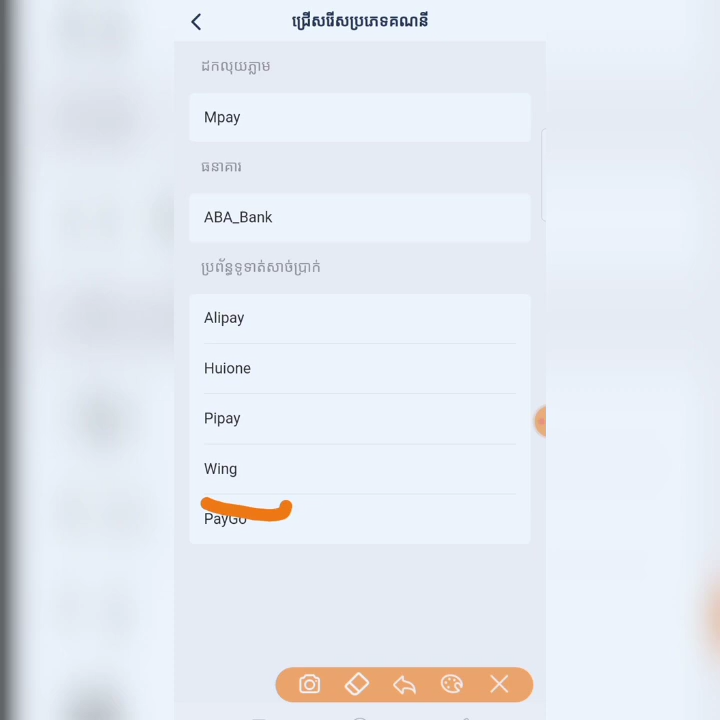 ជ្រើសរើសប្រភេទគណនី
ដកលុយភ្លាម
Mpay
ធនាគារ
ABA_Bank
ប្រព័ន្ធទូទាត់សាច់ប្រាក់
Alipay
Huione
Pipay
Wing
PayGo